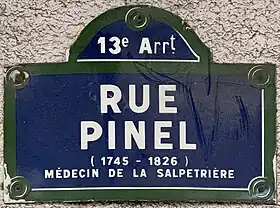 13e Arrt
RUE
PINEL
( 1745 - 1826 )
MÉDECIN DE LA SALPETRIÈRE